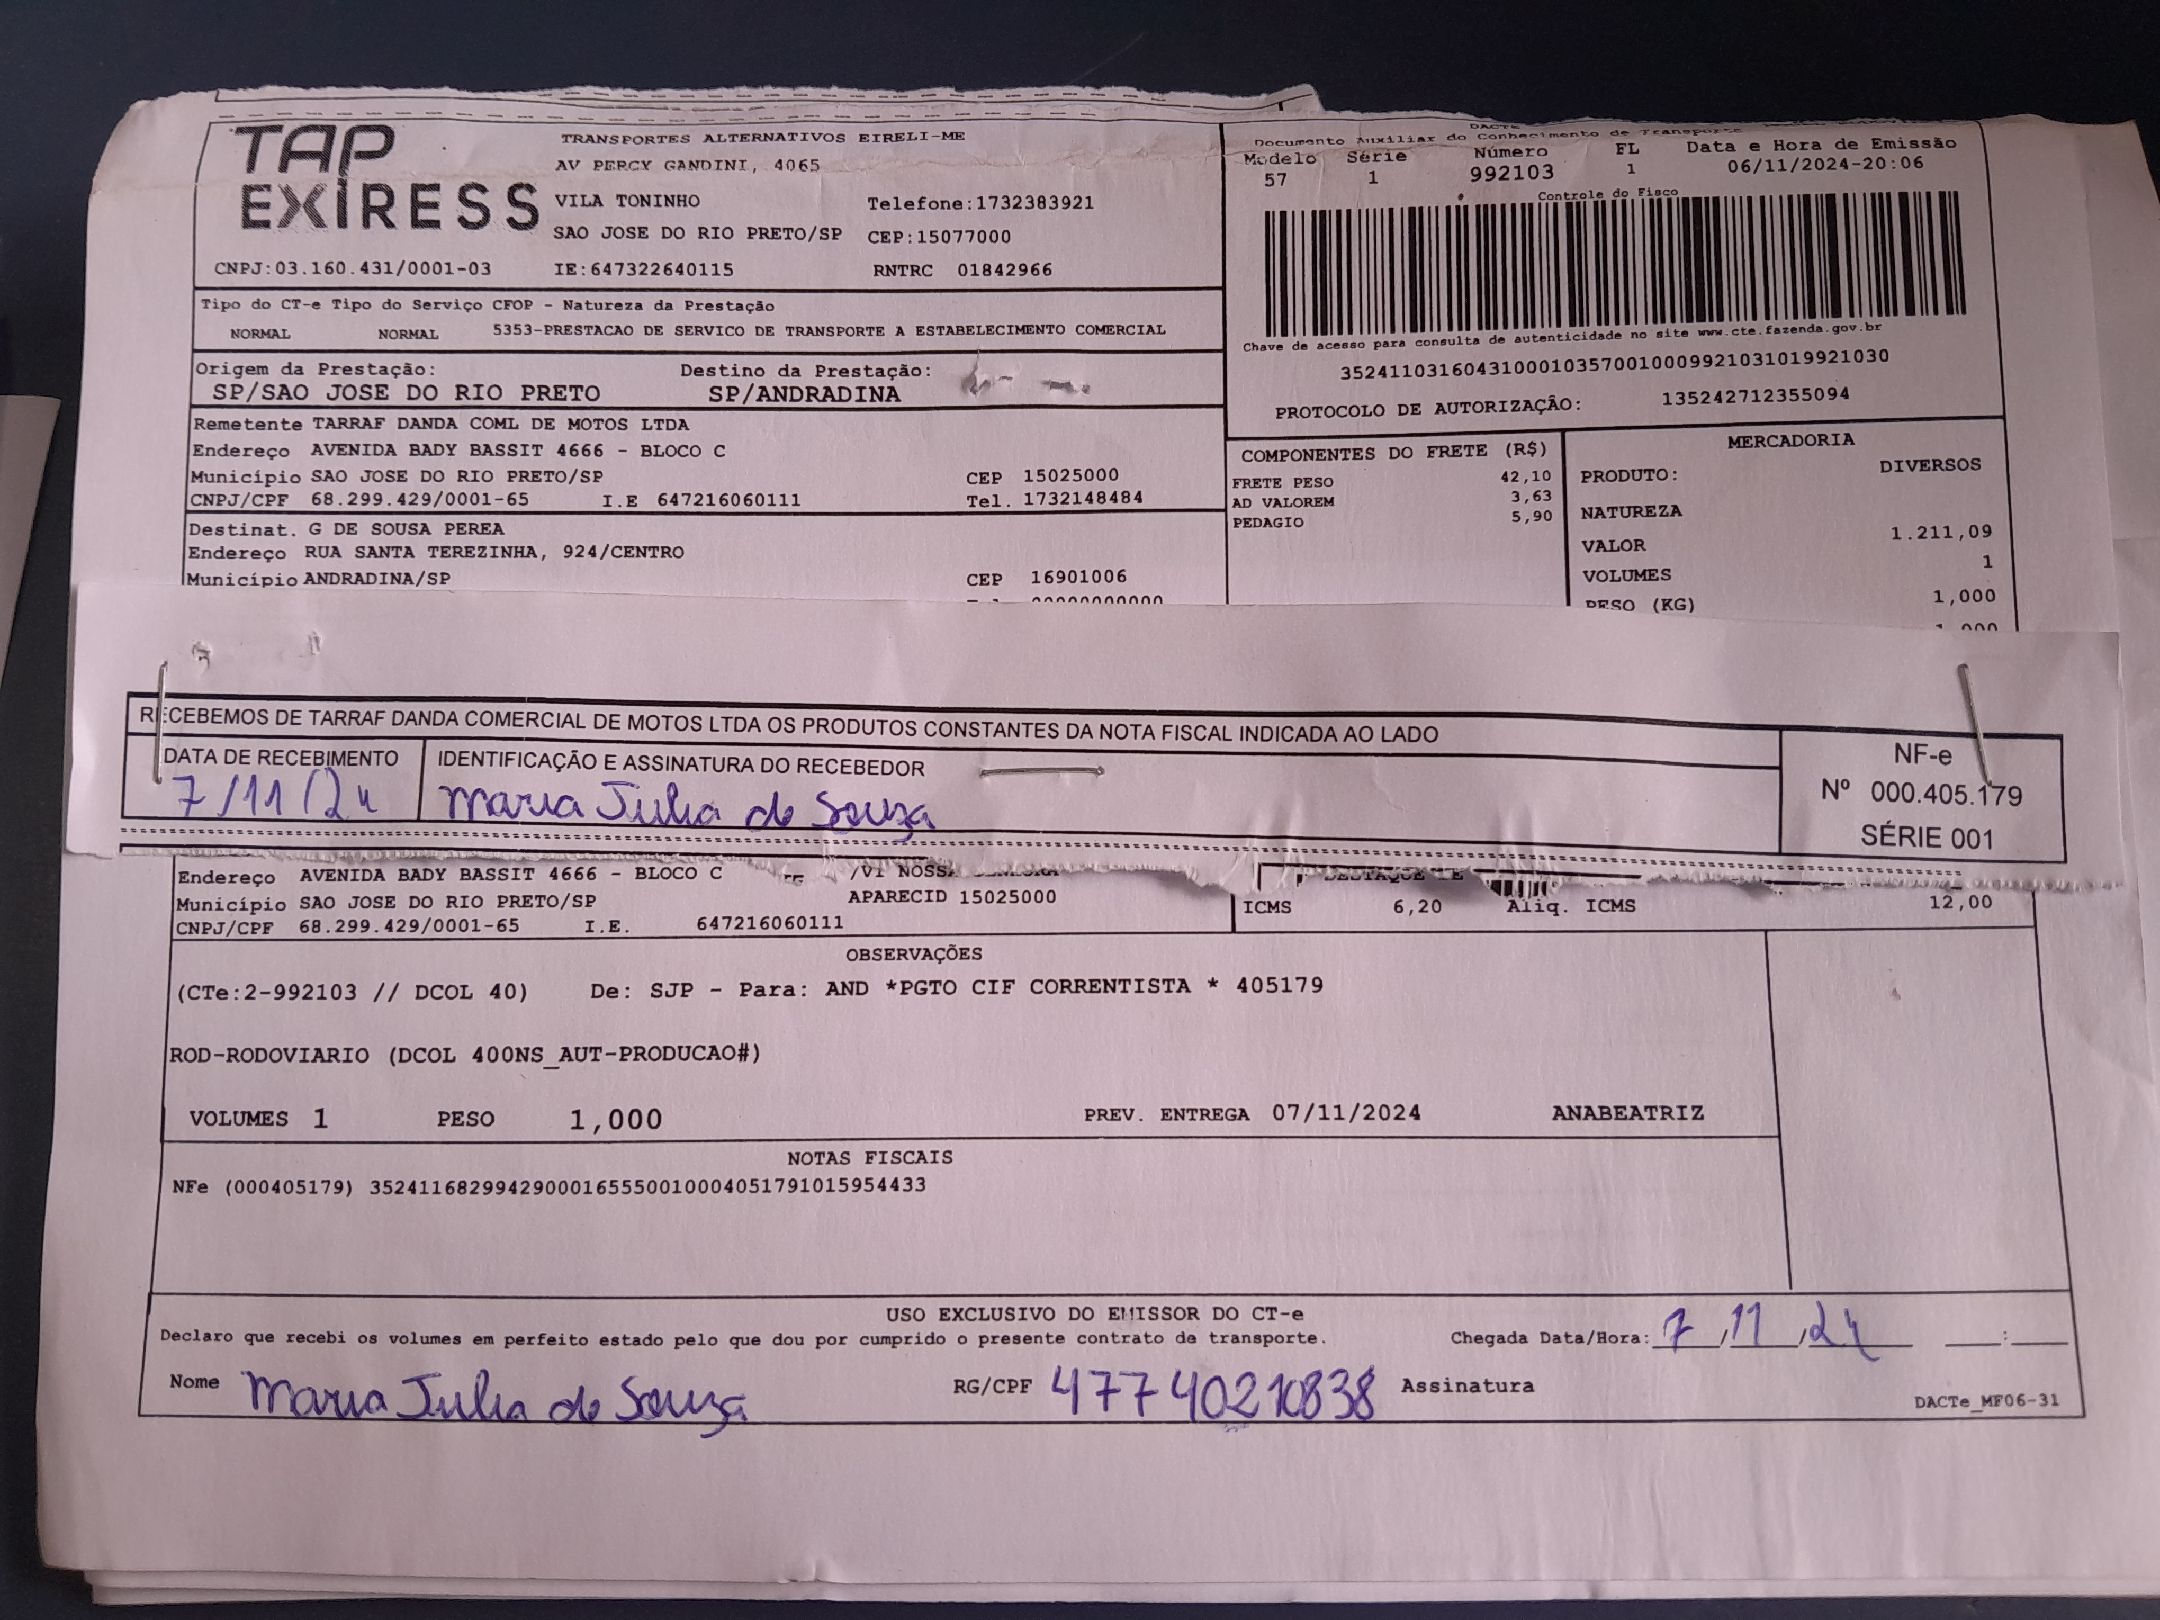 TAP
EXPRESS
TRANSPORTES ALTERNATIVOS EIRELI-ME
AV PERCY GANDINI, 4065
VILA TONINHO Telefone:1732383921
SAO JOSE DO RIO PRETO/SP CEP:15077000
CNPJ:03.160.431/0001-03 IE:647322640115 RNTRC 01842966
DACTE
Documento Auxiliar do Conhecimento de Transporte
Modelo Série Número FL Data e Hora de Emissão
57 1 992103 1 06/11/2024-20:06
Controle do Fisco
Chave de acesso para consulta de autenticidade no site www.cte.fazenda.gov.br
35241103160431000103570010009921031019921030
PROTOCOLO DE AUTORIZAÇÃO: 135242712355094
Tipo do CT-e Tipo do Serviço CFOP - Natureza da Prestação
NORMAL NORMAL 5353-PRESTACAO DE SERVICO DE TRANSPORTE A ESTABELECIMENTO COMERCIAL
Origem da Prestação: Destino da Prestação:
SP/SAO JOSE DO RIO PRETO SP/ANDRADINA
Remetente TARRAF DANDA COML DE MOTOS LTDA
Endereço AVENIDA BADY BASSIT 4666 - BLOCO C
Município SAO JOSE DO RIO PRETO/SP CEP 15025000
CNPJ/CPF 68.299.429/0001-65 I.E 647216060111 Tel. 1732148484
Destinat. G DE SOUSA PEREA
Endereço RUA SANTA TEREZINHA, 924/CENTRO
Município ANDRADINA/SP CEP 16901006
COMPONENTES DO FRETE (R$)
FRETE PESO 42,10
AD VALOREM 3,63
PEDAGIO 5,90
MERCADORIA
PRODUTO: DIVERSOS
NATUREZA
VALOR 1.211,09
VOLUMES 1
PESO (KG) 1,000
RECEBEMOS DE TARRAF DANDA COMERCIAL DE MOTOS LTDA OS PRODUTOS CONSTANTES DA NOTA FISCAL INDICADA AO LADO
DATA DE RECEBIMENTO IDENTIFICAÇÃO E ASSINATURA DO RECEBEDOR
7/11/24 Maria Julia de Souza
NF-e
Nº 000.405.179
SÉRIE 001
Endereço AVENIDA BADY BASSIT 4666 - BLOCO C /VI NOSSA
Município SAO JOSE DO RIO PRETO/SP APARECID 15025000
CNPJ/CPF 68.299.429/0001-65 I.E. 647216060111
ICMS 6,20 Aliq. ICMS 12,00
OBSERVAÇÕES
(CTe:2-992103 // DCOL 40) De: SJP - Para: AND *PGTO CIF CORRENTISTA * 405179
ROD-RODOVIARIO (DCOL 400NS_AUT-PRODUCAO#)
VOLUMES 1 PESO 1,000 PREV. ENTREGA 07/11/2024 ANABEATRIZ
NOTAS FISCAIS
NFe (000405179) 35241168299429000165550010004051791015954433
USO EXCLUSIVO DO EMISSOR DO CT-e
Declaro que recebi os volumes em perfeito estado pelo que dou por cumprido o presente contrato de transporte. Chegada Data/Hora: 7/11/24 :
Nome Maria Julia de Souza RG/CPF 47740210838 Assinatura
DACTe_MF06-31